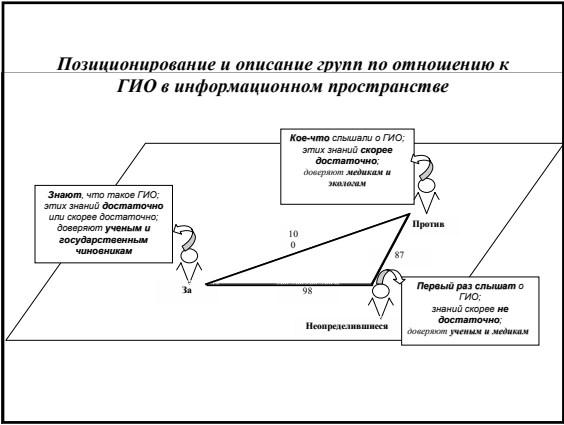 Позиционирование и описание групп по отношению к
ГИО в информационном пространстве
Кое-что слышали о ГИО;
этих знаний скорее
достаточно;
доверяют медикам и
экологам
Знают, что такое ГИО;
этих знаний достаточно
или скорее достаточно;
доверяют ученым и
государственным
чиновникам
Против
10
0
87
За
98
Первый раз слышат о
ГИО;
знаний скорее не
достаточно;
доверяют ученым и медикам
Неопределившиеся